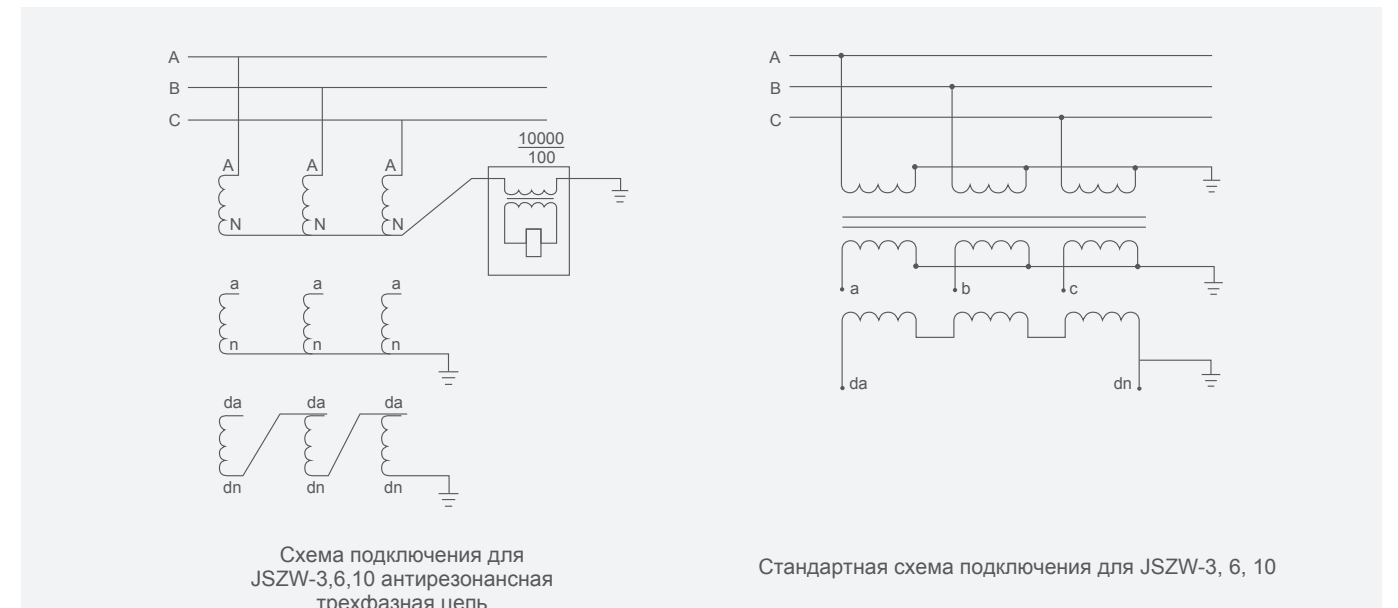 A
B
C
10000
100
A A A
N N N
a a a
n n n
da da da
dn dn dn
Схема подключения для
JSZW-3,6,10 антирезонансная
трехфазная цепь
A
B
C
a b c
da dn
Стандартная схема подключения для JSZW-3, 6, 10